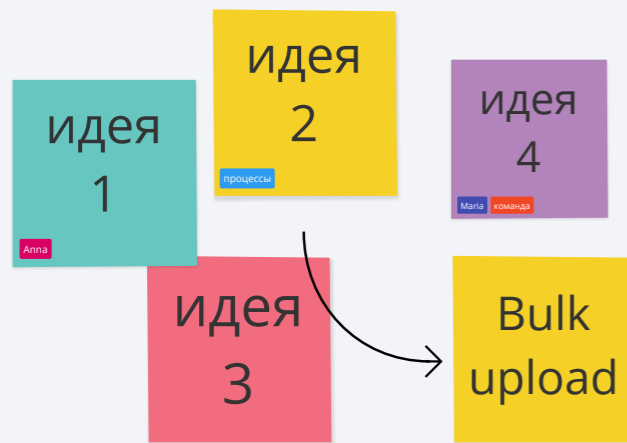 идея
1
Anna
идея
2
процессы
идея
4
Maria команда
идея
3
Bulk
upload